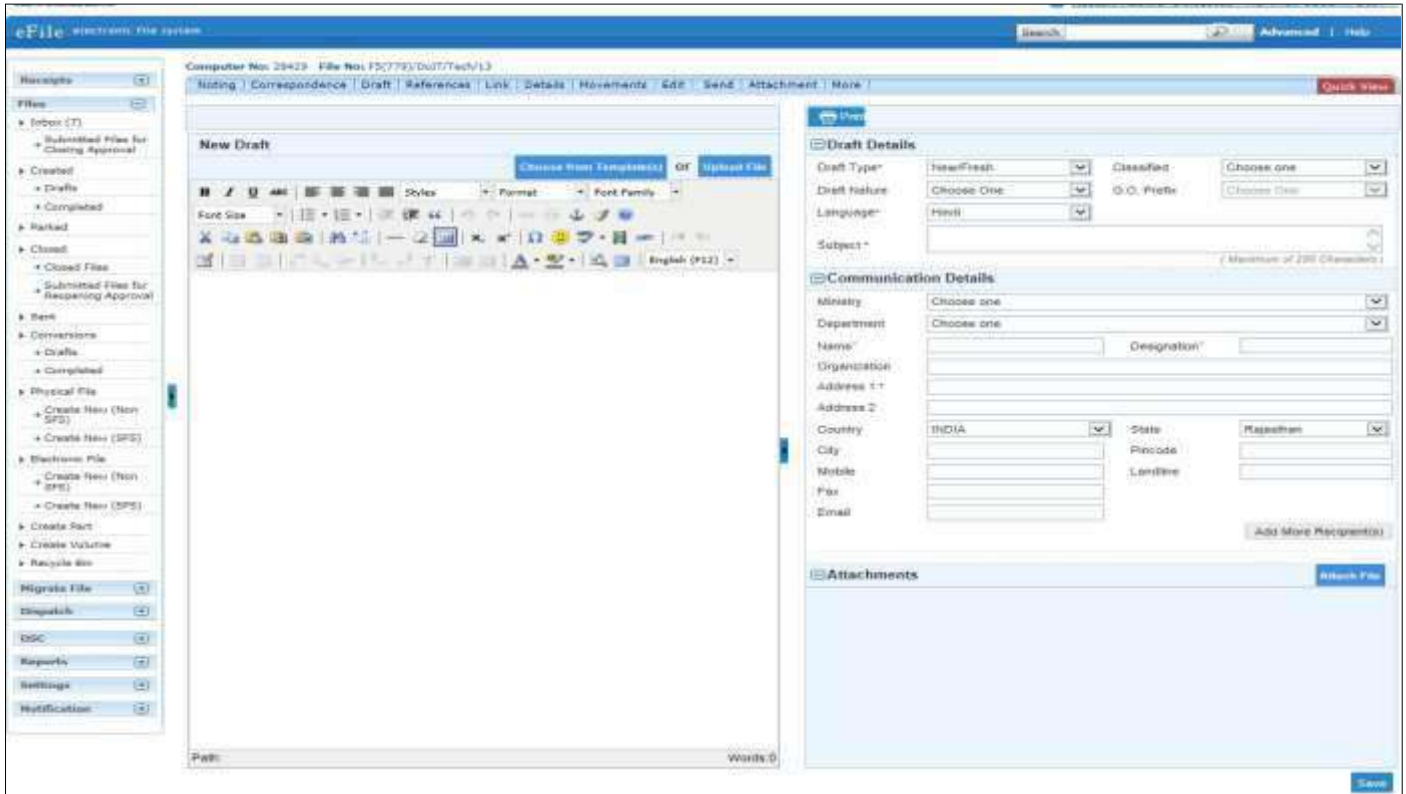 eFile electronic file system
Search Advanced | Help
Computer No: 29429 File No: F5(779)/DoIT/Tech/13
Noting | Correspondence | Draft | References | Link | Details | Movements | Edit | Send | Attachment | More |
Quick View
Receipts
Files
Inbox (7)
Submitted Files for
Closing Approval
Created
Drafts
Completed
Parked
Closed
Closed Files
Submitted Files for
Reopening Approval
Sent
Conversions
Drafts
Completed
Physical File
Create New (Non
SFS)
Create New (SFS)
Electronic File
Create New (Non
SFS)
Create New (SFS)
Create Part
Create Volume
Recycle Bin
Migrate File
Dispatch
DSC
Reports
Settings
Notification
New Draft
Choose from Template(s) or Upload File
B I U ABC Styles Format Font Family
Font Size
English (F12)
Path: Words:0
Print
Draft Details
Draft Type* New/Fresh Classified Choose one
Draft Nature Choose One G.O. Prefix Choose One
Language* Hindi
Subject *
( Maximum of 250 Characters )
Communication Details
Ministry Choose one
Department Choose one
Name* Designation*
Organization
Address 1 *
Address 2
Country INDIA State Rajasthan
City Pincode
Mobile Landline
Fax
Email
Add More Recipient(s)
Attachments Attach File
Save